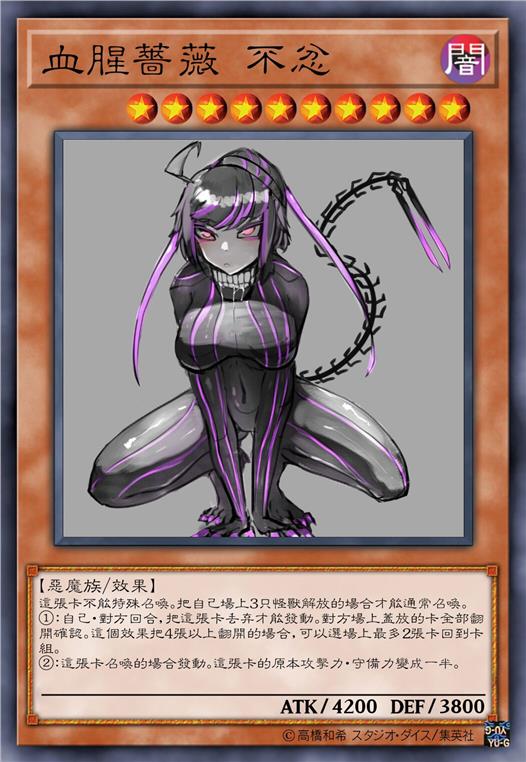 血腥薔薇 不忿
闇
【惡魔族/效果】
這張卡不能特殊召喚。把自己場上3只怪獸解放的場合才能通常召喚。
①:自己·對方回合,把這張卡丟棄才能發動。對方場上蓋放的卡全部翻
開確認。這個效果把4張以上翻開的場合,可以選場上最多2張卡回到卡
組。
②:這張卡召喚的場合發動。這張卡的原本攻擊力·守備力變成一半。
ATK/4200 DEF/3800
©高橋和希 スタジオ・ダイス/集英社